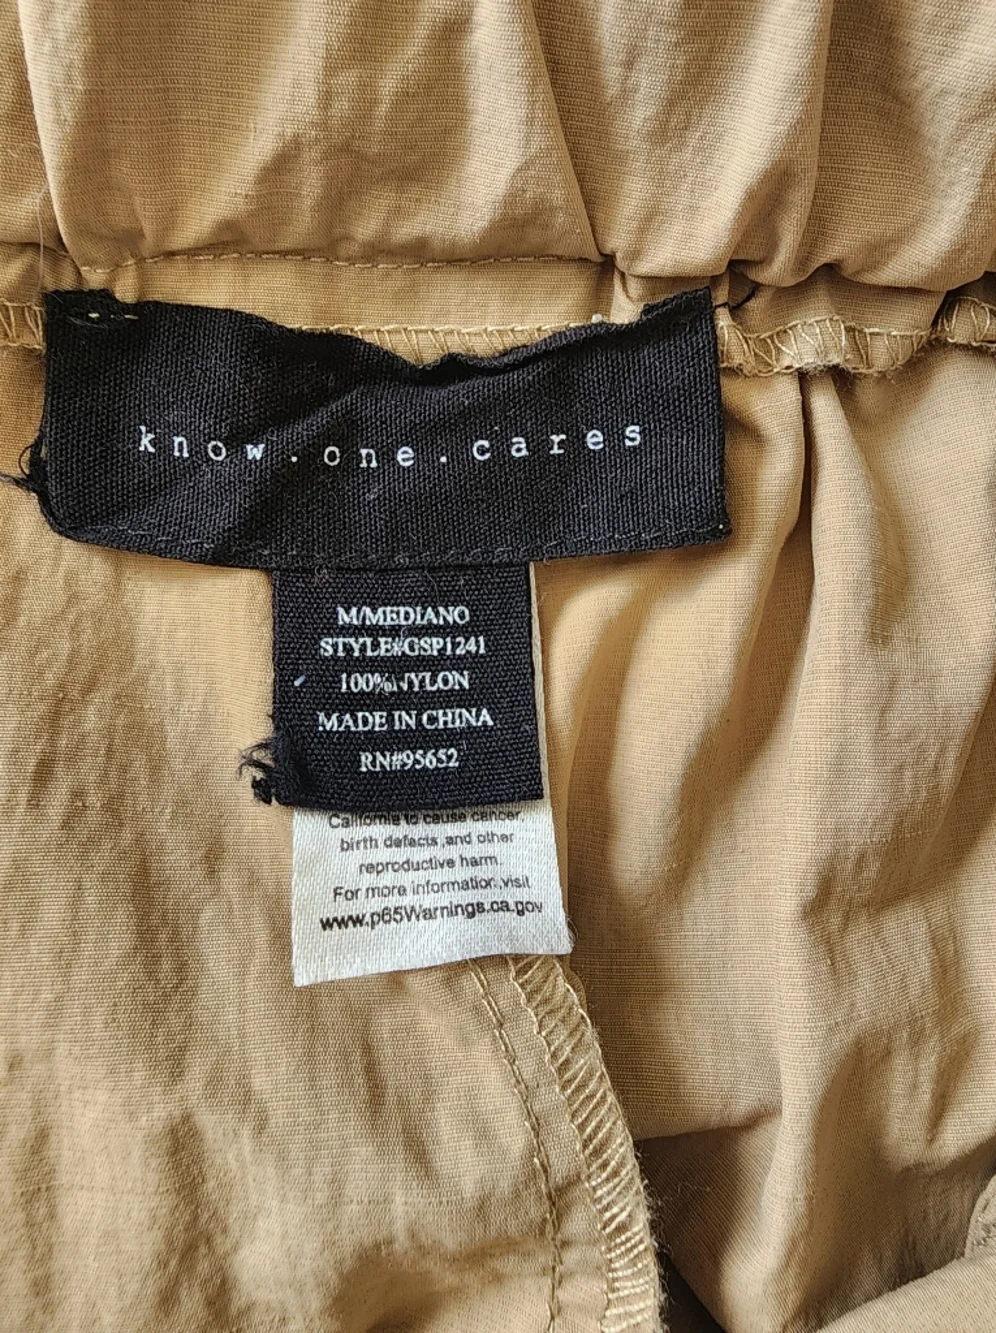 know.one.cares
M/MEDIANO
STYLE#GSP1241
100%NYLON
MADE IN CHINA
RN#95652
California to cause cancer,
birth defects ,and other
reproductive harm.
For more information,visit
www.p65Warnings.ca.gov